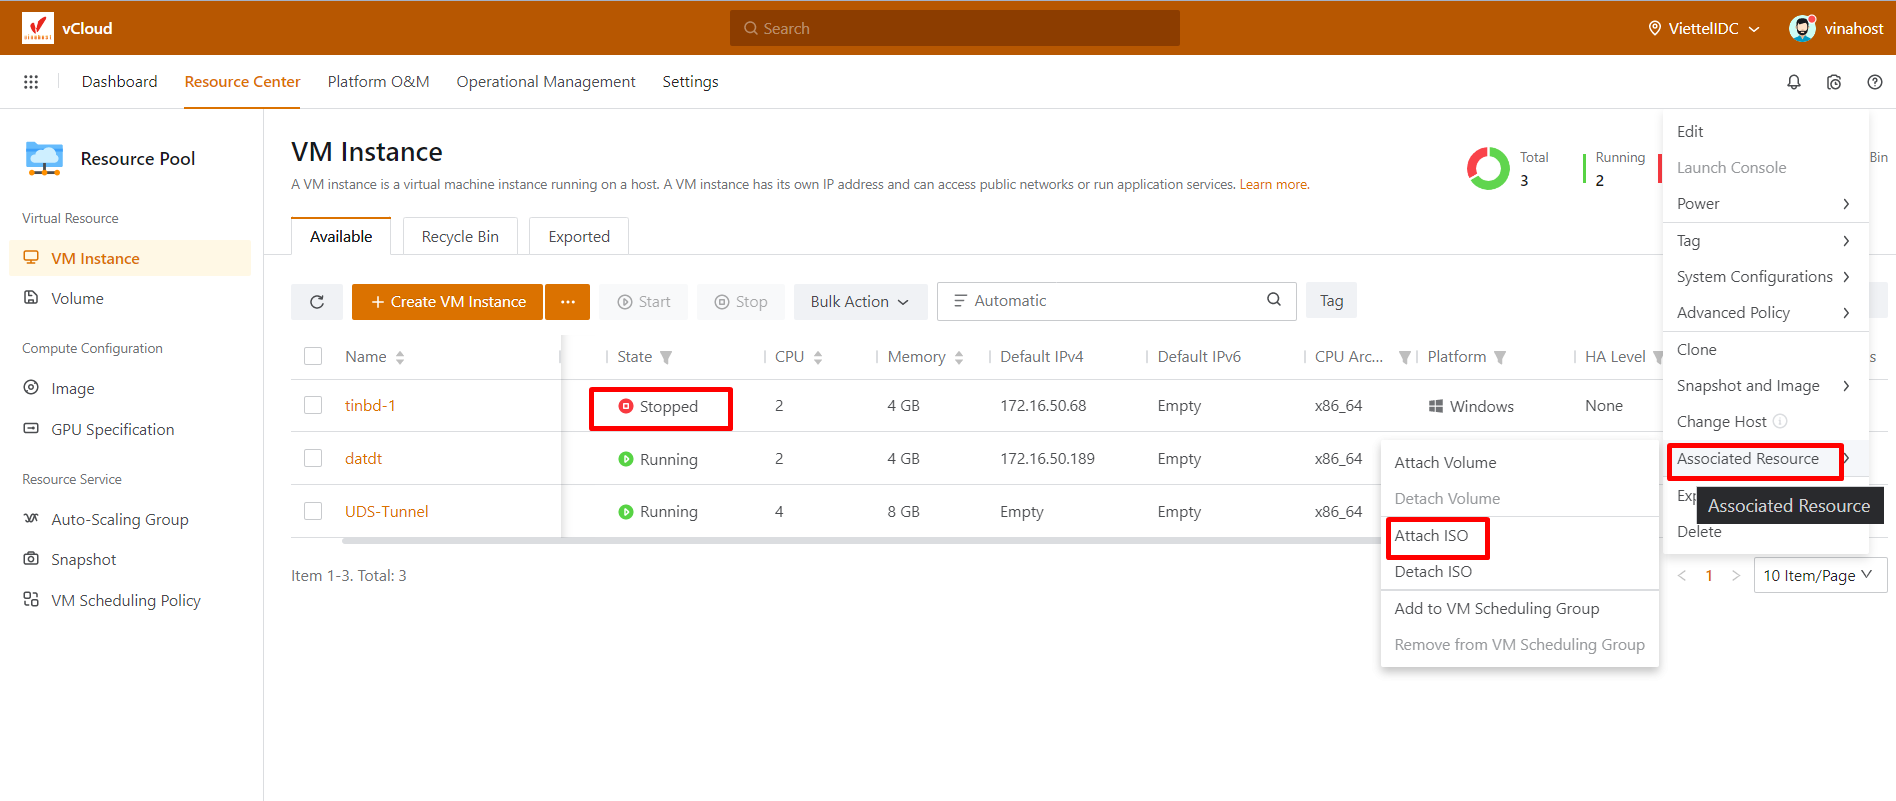 vinahost
vCloud
Search
ViettelIDC
vinahost
Dashboard
Resource Center
Platform O&M
Operational Management
Settings
Resource Pool
Virtual Resource
VM Instance
Volume
Compute Configuration
Image
GPU Specification
Resource Service
Auto-Scaling Group
Snapshot
VM Scheduling Policy
VM Instance
A VM instance is a virtual machine instance running on a host. A VM instance has its own IP address and can access public networks or run application services. Learn more.
Total
3
Running
2
Bin
Available
Recycle Bin
Exported
+ Create VM Instance
...
Start
Stop
Bulk Action
Automatic
Tag
Name State CPU Memory Default IPv4 Default IPv6 CPU Arc... Platform HA Level s
tinbd-1 Stopped 2 4 GB 172.16.50.68 Empty x86_64 Windows None
datdt Running 2 4 GB 172.16.50.189 Empty x86_64
UDS-Tunnel Running 4 8 GB Empty Empty x86_64
Item 1-3. Total: 3
< 1 >
10 Item/Page
Edit
Launch Console
Power
Tag
System Configurations
Advanced Policy
Clone
Snapshot and Image
Change Host
Associated Resource
Exp
Associated Resource
Delete
Attach Volume
Detach Volume
Attach ISO
Detach ISO
Add to VM Scheduling Group
Remove from VM Scheduling Group